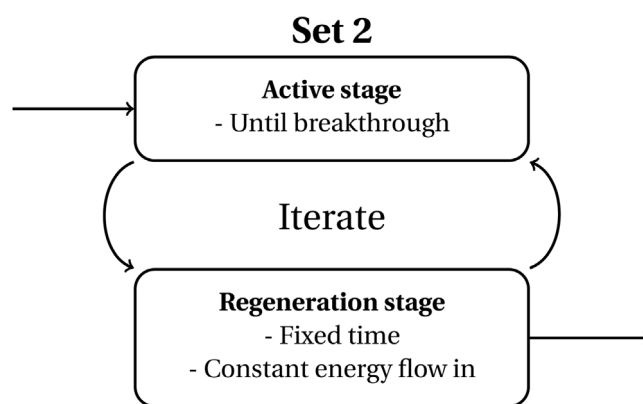 Set 2
Active stage
- Until breakthrough
Iterate
Regeneration stage
- Fixed time
- Constant energy flow in